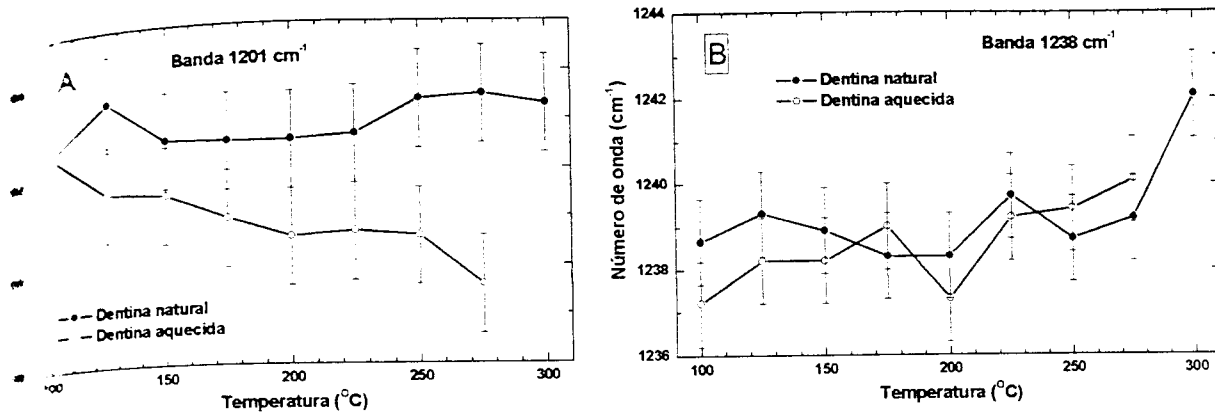 A
Banda 1201 cm⁻¹
Dentina natural
Dentina aquecida
150
200
250
300
Temperatura (°C)
B
Banda 1238 cm⁻¹
Dentina natural
Dentina aquecida
Número de onda (cm⁻¹)
1244
1242
1240
1238
1236
100
150
200
250
300
Temperatura (°C)